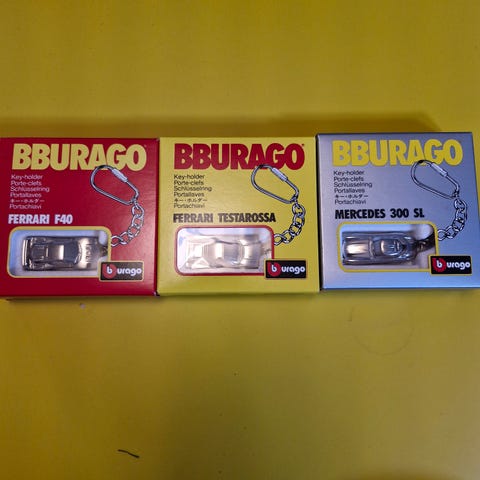 BBURAGO
Key-holder
Porte-clefs
Schlüsselring
Portallaves
キー・ホルダー
Portachiavi
FERRARI F40
burago
BBURAGO
Key-holder
Porte-clefs
Schlüsselring
Portallaves
キー・ホルダー
Portachiavi
FERRARI TESTAROSSA
burago
BBURAGO
Key-holder
Porte-clefs
Schlüsselring
Portallaves
キー・ホルダー
Portachiavi
MERCEDES 300 SL
burago